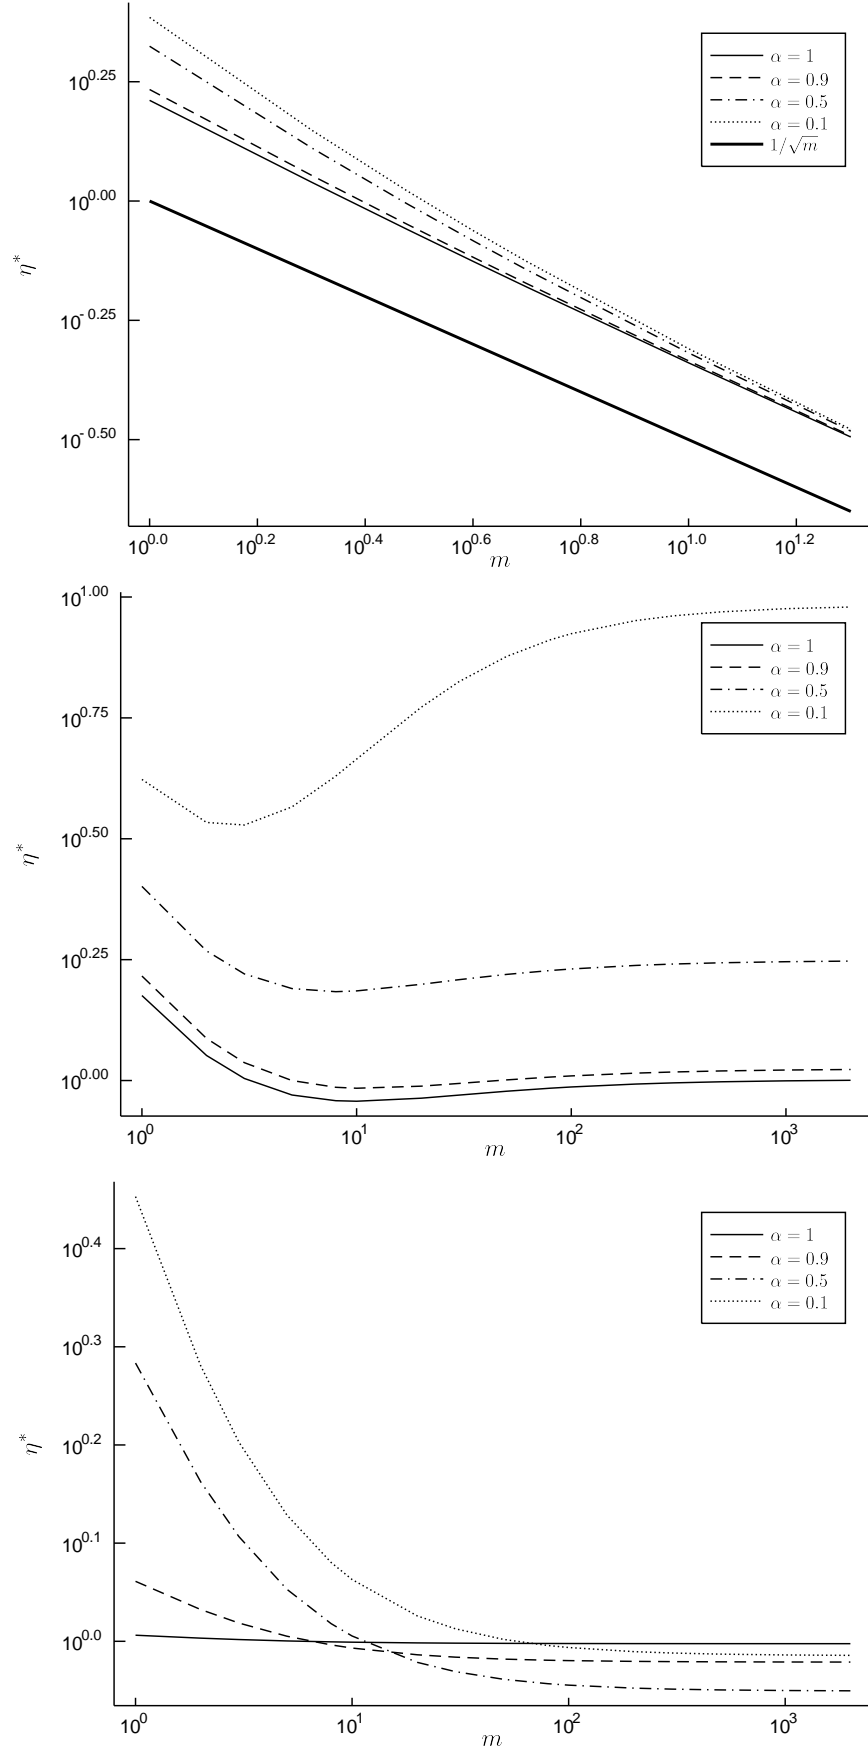 α = 1
α = 0.9
α = 0.5
α = 0.1
1/√m
10^0.25
10^0.00
10^-0.25
10^-0.50
η*
10^0.0 10^0.2 10^0.4 10^0.6 10^0.8 10^1.0 10^1.2
m
10^1.00
10^0.75
10^0.50
10^0.25
10^0.00
η*
α = 1
α = 0.9
α = 0.5
α = 0.1
10^0 10^1 10^2 10^3
m
10^0.4
10^0.3
10^0.2
10^0.1
10^0.0
η*
α = 1
α = 0.9
α = 0.5
α = 0.1
10^0 10^1 10^2 10^3
m